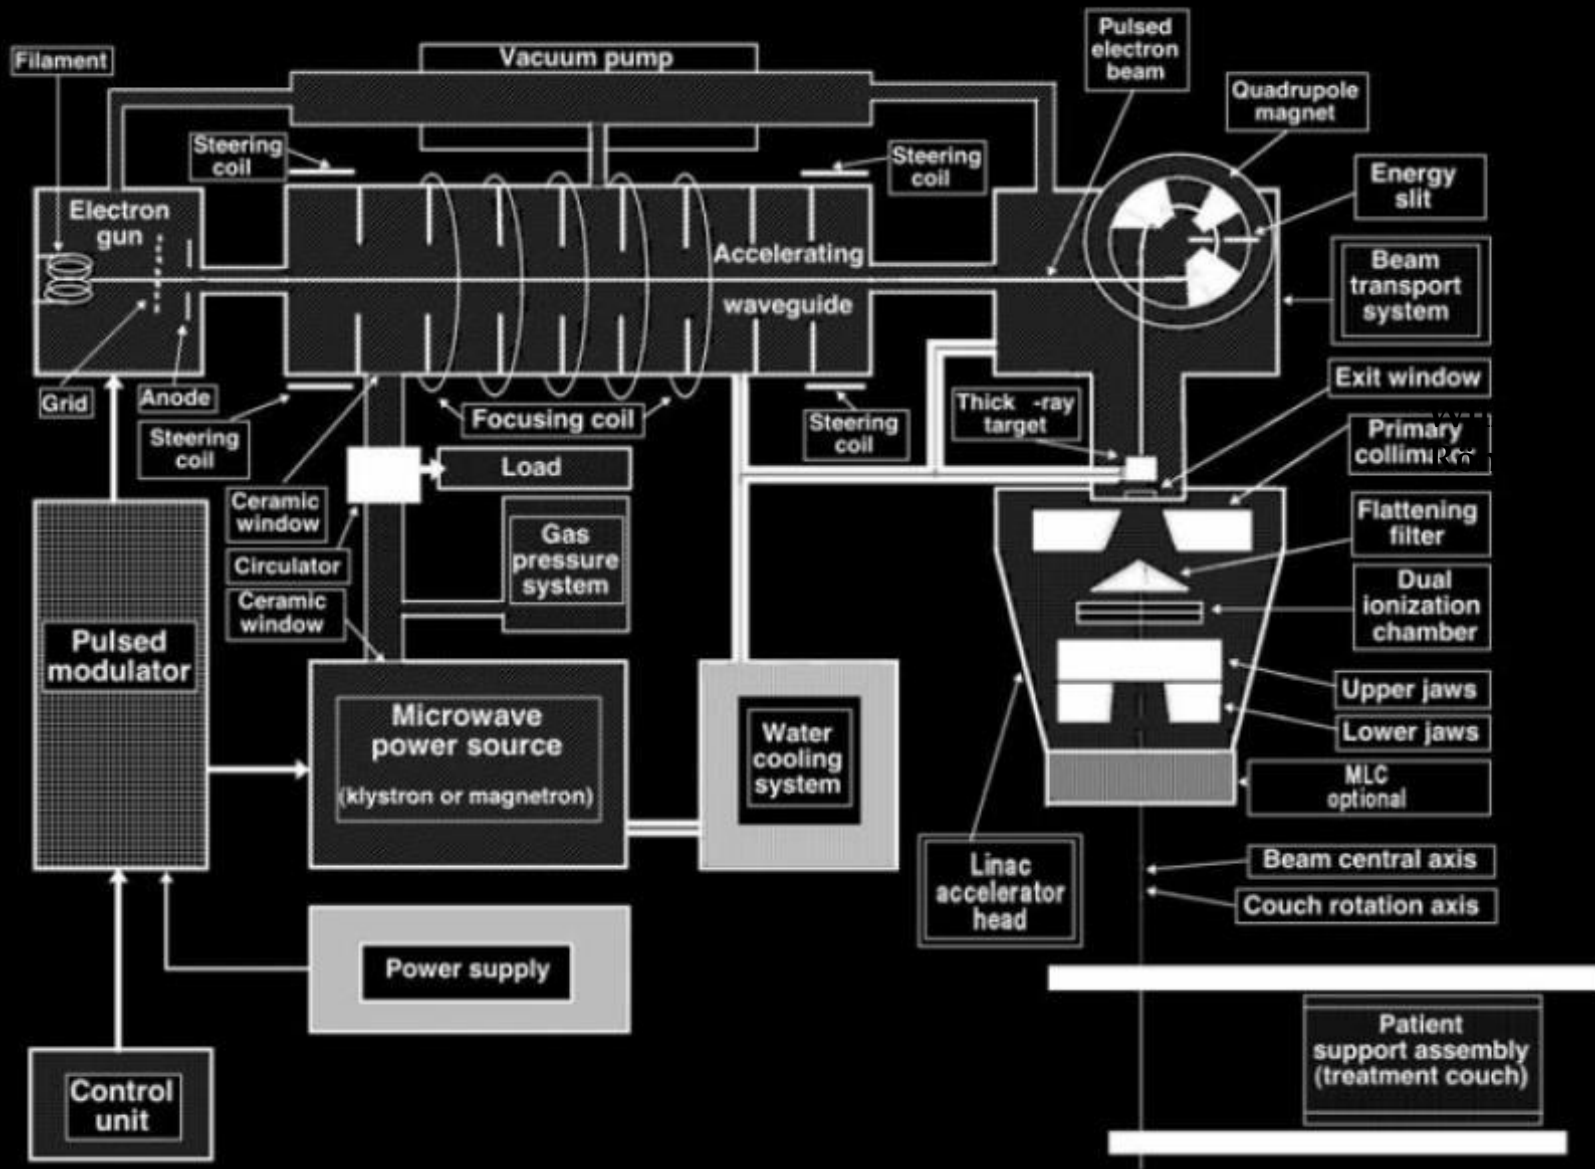 Filament
Vacuum pump
Pulsed
electron
beam
Quadrupole
magnet
Steering
coil
Steering
coil
Energy
slit
Electron
gun
Accelerating
waveguide
Beam
transport
system
Grid
Anode
Steering
coil
Focusing coil
Steering
coil
Thick -ray
target
Exit window
Primary
Load
Ceramic
window
Circulator
Gas
pressure
system
Flattening
filter
Ceramic
window
Dual
ionization
chamber
Pulsed
modulator
Upper jaws
Lower jaws
Microwave
power source
(klystron or magnetron)
Water
cooling
system
MLC
optional
Linac
accelerator
head
Beam central axis
Couch rotation axis
Power supply
Control
unit
Patient
support assembly
(treatment couch)